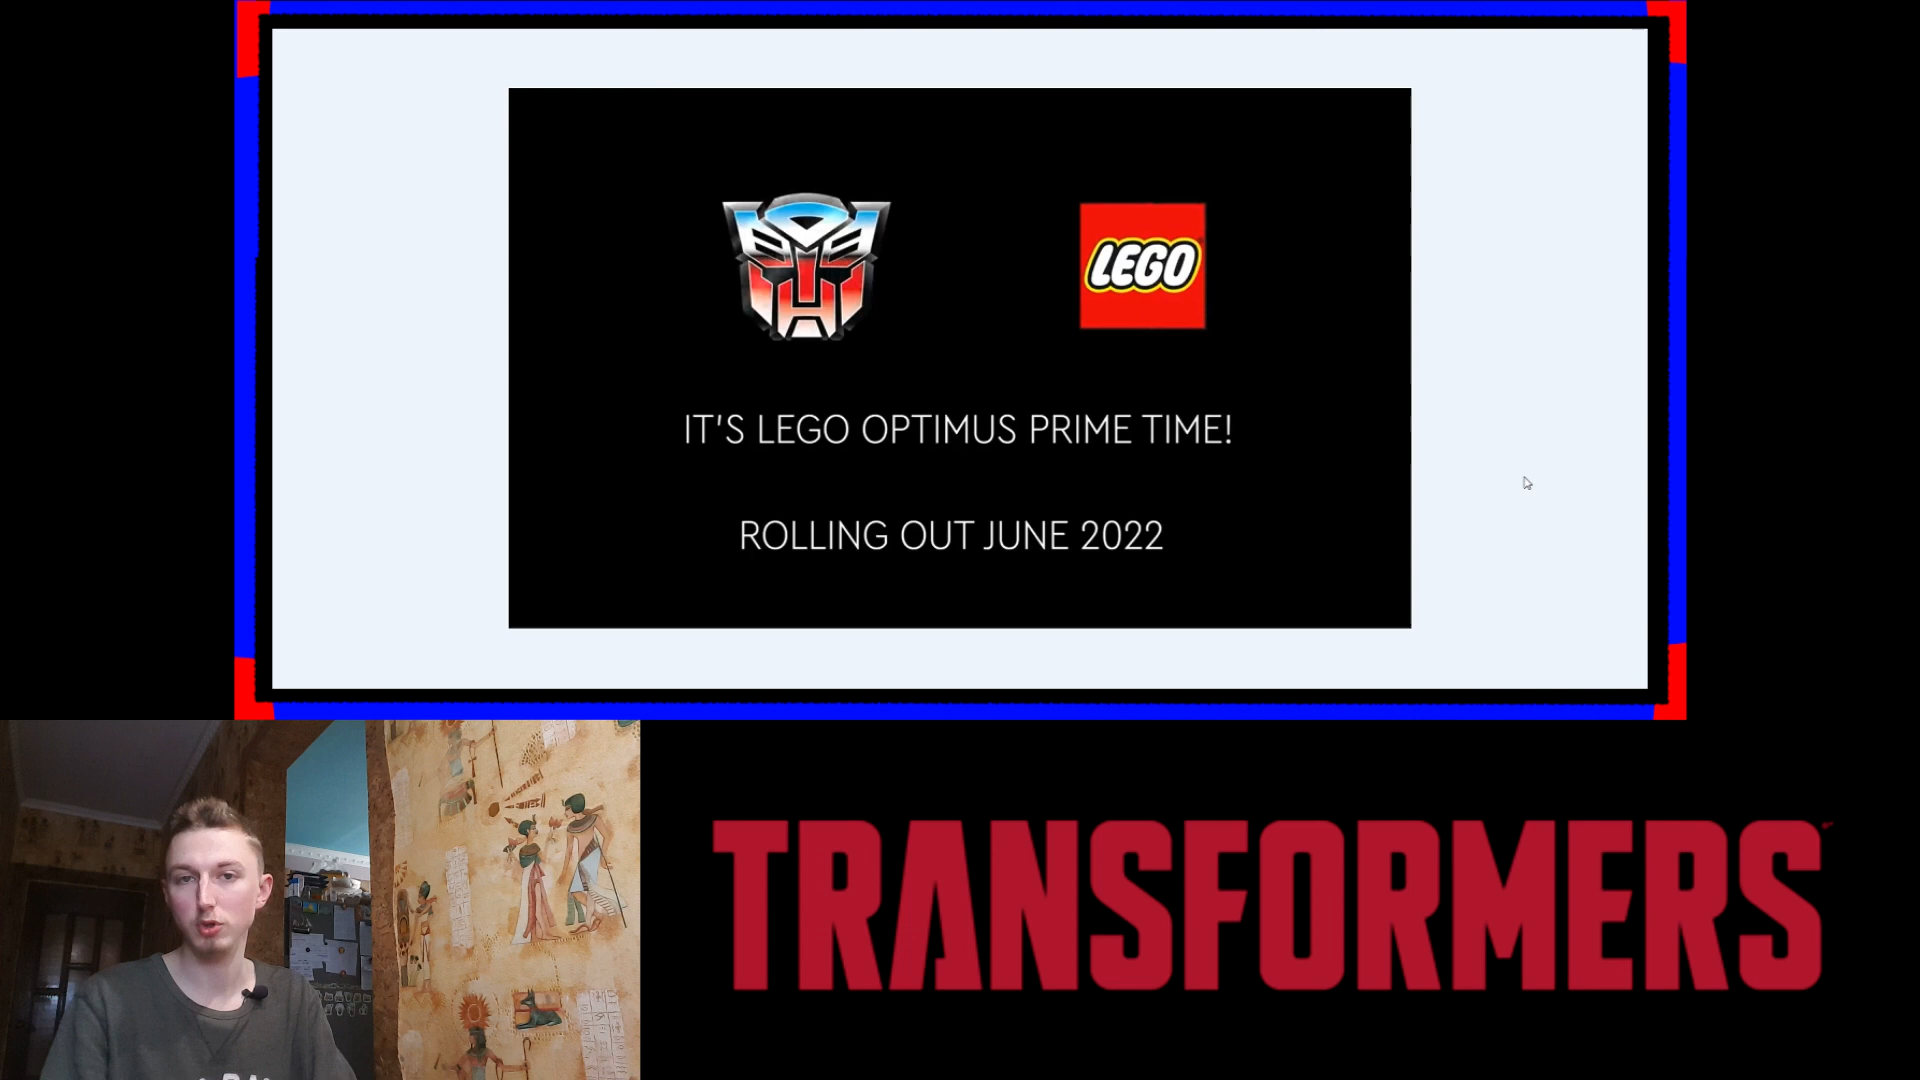 LEGO
IT'S LEGO OPTIMUS PRIME TIME!
ROLLING OUT JUNE 2022
TRANSFORMERS